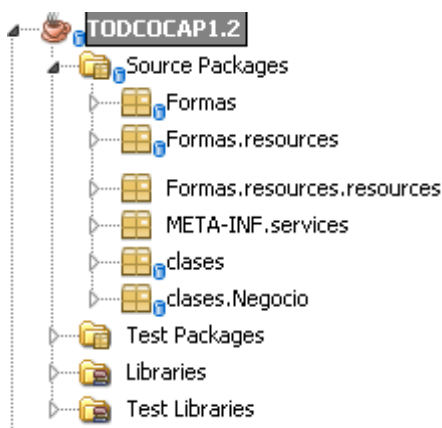 TODCOCAP1.2
Source Packages
Formas
Formas.resources
Formas.resources.resources
META-INF.services
clases
clases.Negocio
Test Packages
Libraries
Test Libraries